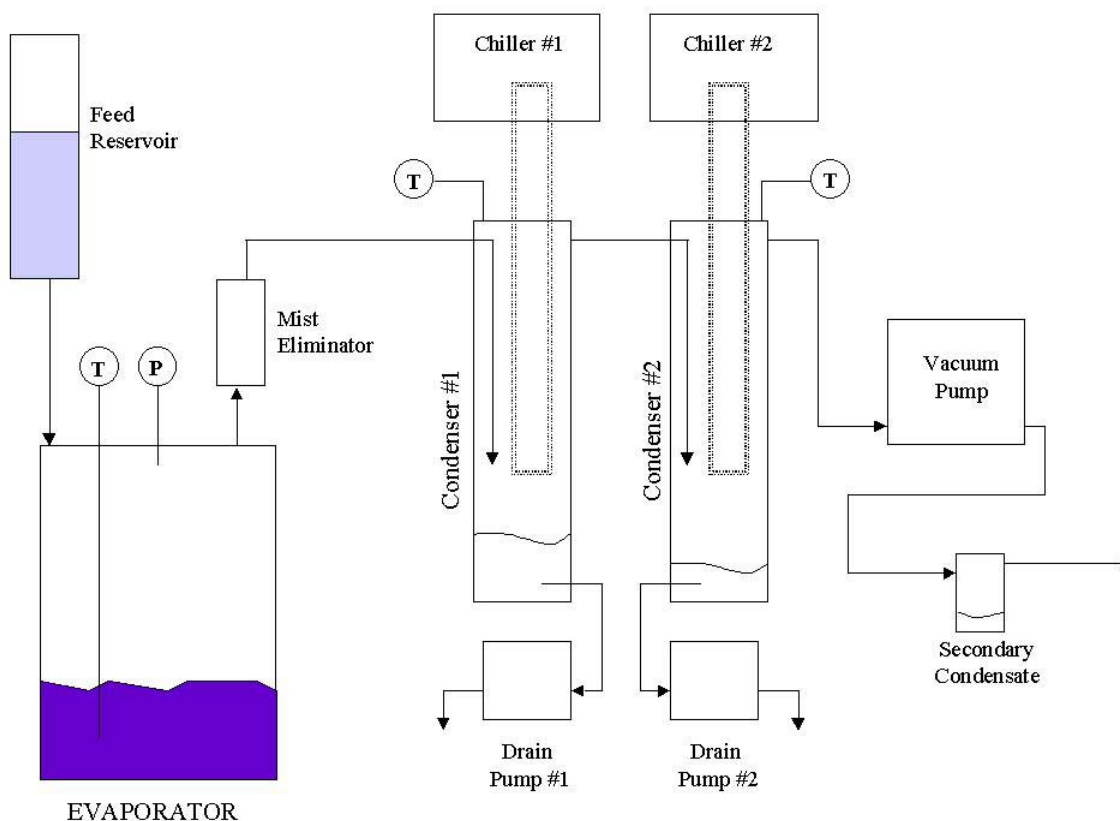 Chiller #1
Chiller #2
Feed
Reservoir
T
T
Mist
Eliminator
T
P
Condenser #1
Condenser #2
Vacuum
Pump
Secondary
Condensate
Drain
Pump #1
Drain
Pump #2
EVAPORATOR